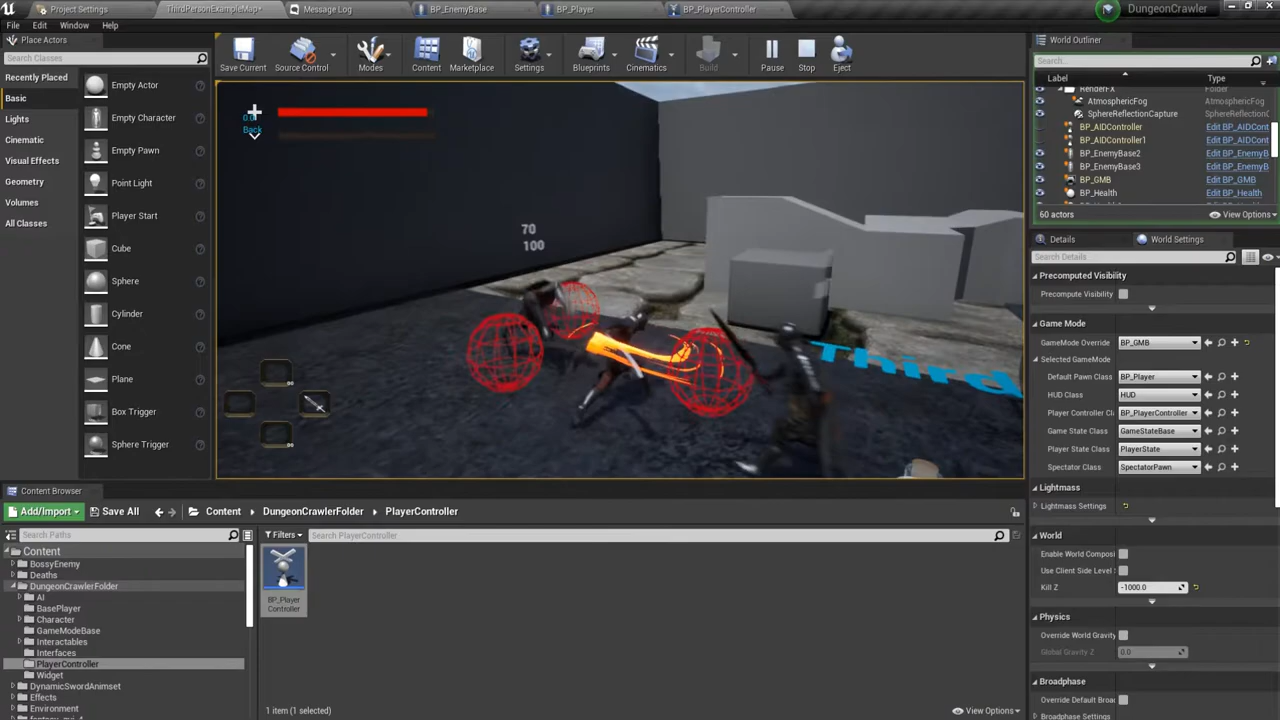 Project Settings
ThirdPersonExampleMap*
Message Log
BP_EnemyBase
BP_Player
BP_PlayerController
DungeonCrawler
File
Edit
Window
Help
Place Actors
Search Classes
Recently Placed
Basic
Lights
Cinematic
Visual Effects
Geometry
Volumes
All Classes
Empty Actor
Empty Character
Empty Pawn
Point Light
Player Start
Cube
Sphere
Cylinder
Cone
Plane
Box Trigger
Sphere Trigger
Save Current
Source Control
Modes
Content
Marketplace
Settings
Blueprints
Cinematics
Build
Pause
Stop
Eject
0.0
Back
70
100
Third
World Outliner
Search...
Label
Type
RenderFX
Folder
AtmosphericFog
AtmosphericFog
SphereReflectionCapture
SphereReflection
BP_AIDController
Edit BP_AIDCont
BP_AIDController1
Edit BP_AIDCont
BP_EnemyBase2
Edit BP_EnemyB
BP_EnemyBase3
Edit BP_EnemyB
BP_GMB
Edit BP_GMB
BP_Health
Edit BP_Health
60 actors
View Options
Details
World Settings
Search Details
Precomputed Visibility
Precompute Visibility
Game Mode
GameMode Override
BP_GMB
Selected GameMode
Default Pawn Class
BP_Player
HUD Class
HUD
Player Controller Cl
BP_PlayerController
Game State Class
GameStateBase
Player State Class
PlayerState
Spectator Class
SpectatorPawn
Lightmass
Lightmass Settings
World
Enable World Compos
Use Client Side Level
Kill Z
-1000.0
Physics
Override World Gravity
Global Gravity Z
0.0
Broadphase
Override Default Broa
Broadphase Settings
Content Browser
Add/Import
Save All
Content
DungeonCrawlerFolder
PlayerController
Search Paths
Filters
Search PlayerController
Content
BossyEnemy
Deaths
DungeonCrawlerFolder
AI
BasePlayer
Character
GameModeBase
Interactables
Interfaces
PlayerController
Widget
DynamicSwordAnimset
Effects
Environment
BP_Player
Controller
1 item (1 selected)
View Options